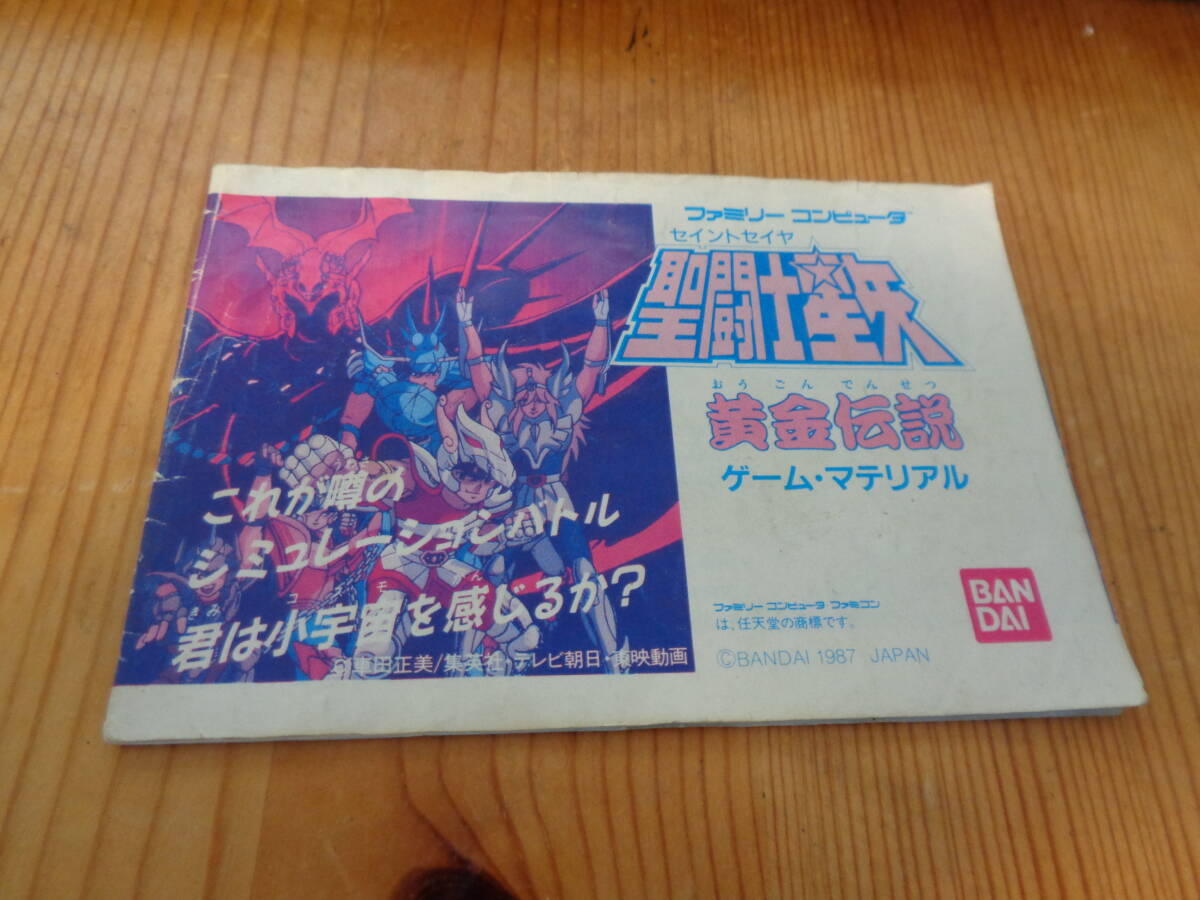 ファミリー コンピュータ
セイントセイヤ
聖闘士星矢
おうごんでんせつ
黄金伝説
ゲーム・マテリアル
これが噂の
シミュレーションバトル
きみ コスモ かん
君は小宇宙を感じるか?
車田正美/集英社・テレビ朝日・東映動画
ファミリー コンピュータ・ファミコン
は、任天堂の商標です。
©BANDAI 1987 JAPAN
BAN
DAI